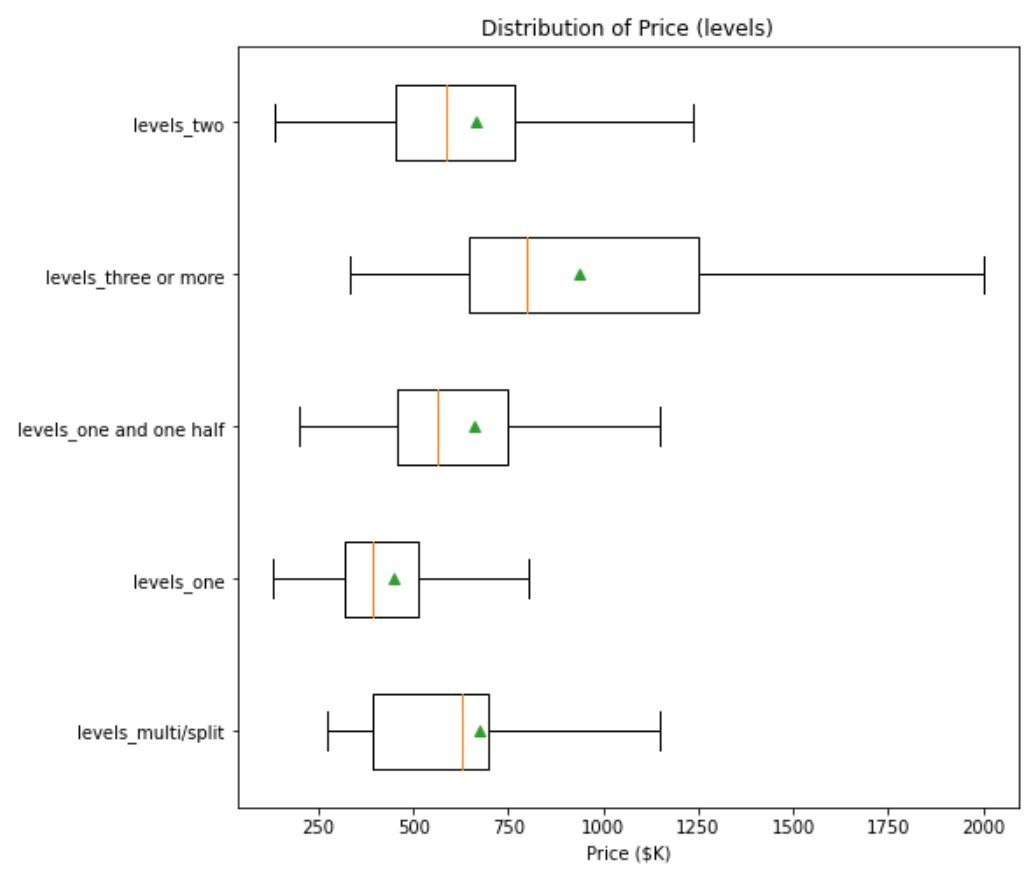 Distribution of Price (levels)
levels_two
levels_three or more
levels_one and one half
levels_one
levels_multi/split
250 500 750 1000 1250 1500 1750 2000
Price ($K)